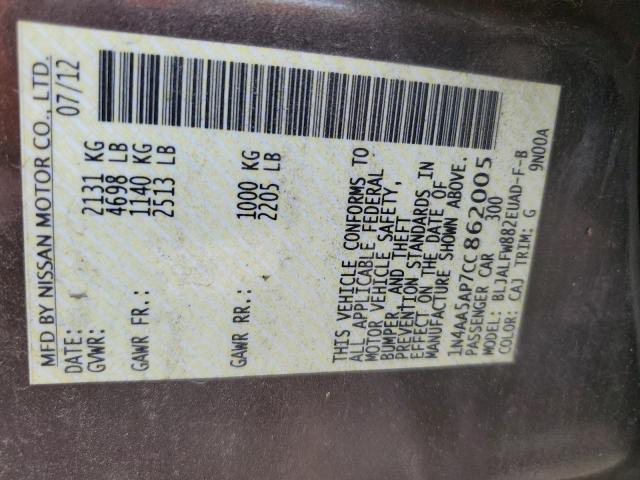 MFD BY NISSAN MOTOR CO., LTD.
DATE: 07/12
GVWR: 2131 KG
4698 LB
GAWR FR.: 1140 KG
2513 LB
GAWR RR.: 1000 KG
2205 LB
THIS VEHICLE CONFORMS TO
ALL APPLICABLE FEDERAL
MOTOR VEHICLE SAFETY,
BUMPER, AND THEFT
PREVENTION STANDARDS IN
EFFECT ON THE DATE OF
MANUFACTURE SHOWN ABOVE.
1N4AA5AP7CC862005
PASSENGER CAR 300
MODEL: BLJALFW882EUAD-F-B
COLOR: CAJ TRIM: G 9N00A